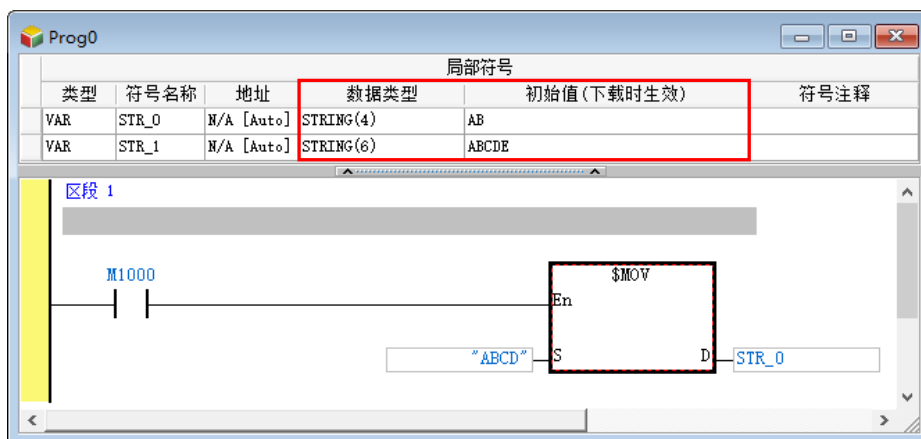 Prog0
局部符号
类型 符号名称 地址 数据类型 初始值(下载时生效) 符号注释
VAR STR_0 N/A [Auto] STRING(4) AB
VAR STR_1 N/A [Auto] STRING(6) ABCDE
区段 1
M1000 $MOV
En
"ABCD" S D STR_0